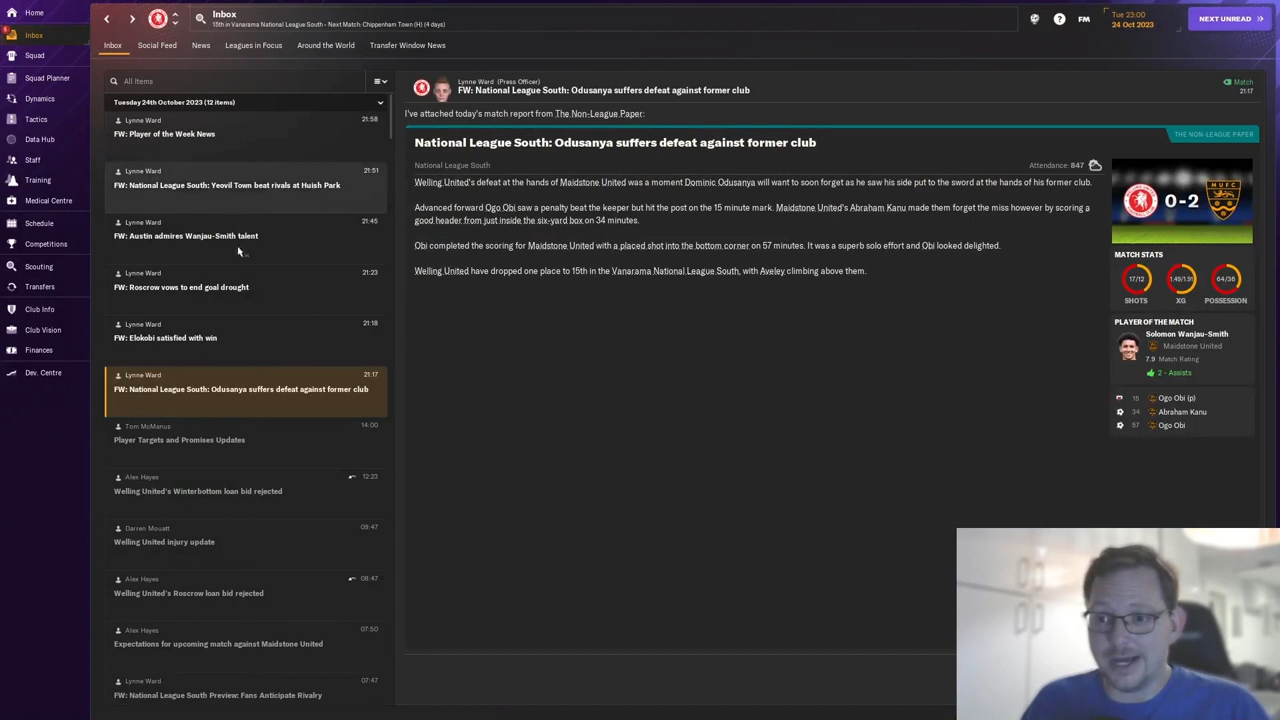 Home
Inbox
Squad
Squad Planner
Dynamics
Tactics
Data Hub
Staff
Training
Medical Centre
Schedule
Competitions
Scouting
Transfers
Club Info
Club Vision
Finances
Dev. Centre
Inbox
15th in Vanarama National League South - Next Match: Chippenham Town (H) (4 days)
FM
Tue 23:00
24 Oct 2023
NEXT UNREAD
Inbox Social Feed News Leagues in Focus Around the World Transfer Window News
All Items
Tuesday 24th October 2023 (12 items)
Lynne Ward 21:58
FW: Player of the Week News
Lynne Ward 21:51
FW: National League South: Yeovil Town beat rivals at Huish Park
Lynne Ward 21:45
FW: Austin admires Wanjau-Smith talent
Lynne Ward 21:23
FW: Roscrow vows to end goal drought
Lynne Ward 21:18
FW: Elokobi satisfied with win
Lynne Ward 21:17
FW: National League South: Odusanya suffers defeat against former club
Tom McManus 14:00
Player Targets and Promises Updates
Alex Hayes 12:23
Welling United's Winterbottom loan bid rejected
Darren Mouatt 09:47
Welling United injury update
Alex Hayes 08:47
Welling United's Roscrow loan bid rejected
Alex Hayes 07:50
Expectations for upcoming match against Maidstone United
Lynne Ward 07:47
FW: National League South Preview: Fans Anticipate Rivalry
Lynne Ward (Press Officer)
FW: National League South: Odusanya suffers defeat against former club
Match
21:17
I've attached today's match report from The Non-League Paper:
THE NON-LEAGUE PAPER
National League South: Odusanya suffers defeat against former club
National League South
Attendance: 847
Welling United's defeat at the hands of Maidstone United was a moment Dominic Odusanya will want to soon forget as he saw his side put to the sword at the hands of his former club.
Advanced forward Ogo Obi saw a penalty beat the keeper but hit the post on the 15 minute mark. Maidstone United's Abraham Kanu made them forget the miss however by scoring a
good header from just inside the six-yard box on 34 minutes.
Obi completed the scoring for Maidstone United with a placed shot into the bottom corner on 57 minutes. It was a superb solo effort and Obi looked delighted.
Welling United have dropped one place to 15th in the Vanarama National League South, with Aveley climbing above them.
0-2
MUFC
MATCH STATS
17/12 1.49/1.91 64/36
SHOTS XG POSSESSION
PLAYER OF THE MATCH
Solomon Wanjau-Smith
Maidstone United
7.9 Match Rating
2 - Assists
15 Ogo Obi (p)
34 Abraham Kanu
57 Ogo Obi